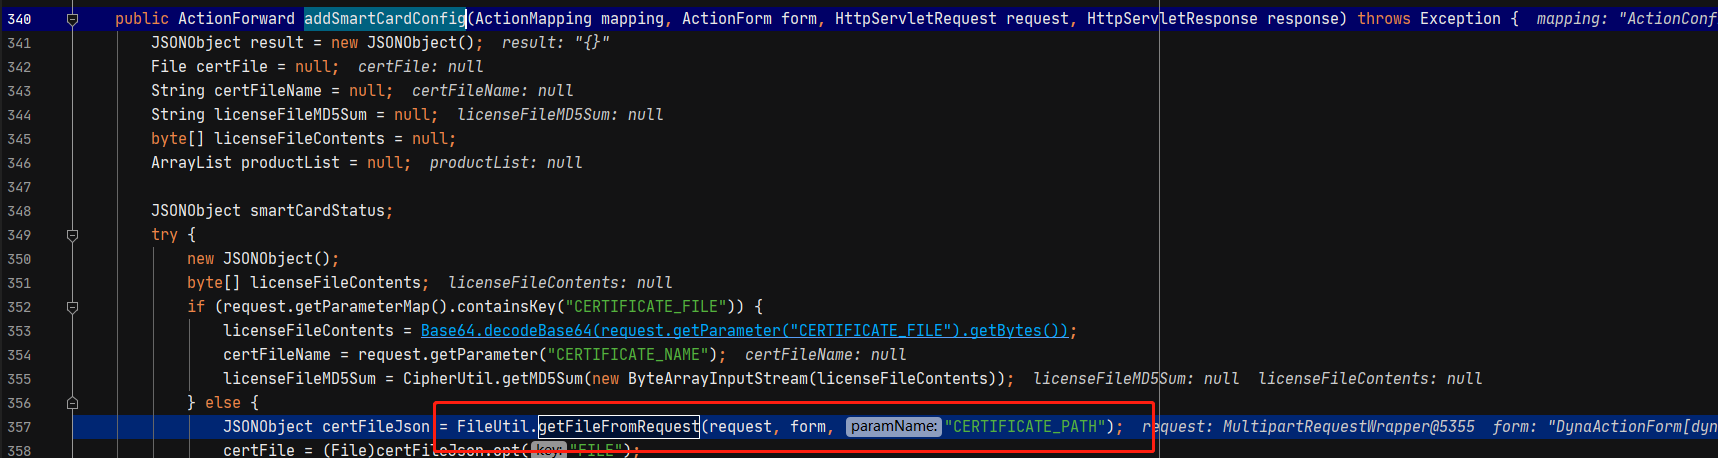 340 public ActionForward addSmartCardConfig(ActionMapping mapping, ActionForm form, HttpServletRequest request, HttpServletResponse response) throws Exception { mapping: "ActionConf
341 JSONObject result = new JSONObject(); result: "{}"
342 File certFile = null; certFile: null
343 String certFileName = null; certFileName: null
344 String licenseFileMD5Sum = null; licenseFileMD5Sum: null
345 byte[] licenseFileContents = null;
346 ArrayList productList = null; productList: null
347
348 JSONObject smartCardStatus;
349 try {
350 new JSONObject();
351 byte[] licenseFileContents; licenseFileContents: null
352 if (request.getParameterMap().containsKey("CERTIFICATE_FILE")) {
353 licenseFileContents = Base64.decodeBase64(request.getParameter("CERTIFICATE_FILE").getBytes());
354 certFileName = request.getParameter("CERTIFICATE_NAME"); certFileName: null
355 licenseFileMD5Sum = CipherUtil.getMD5Sum(new ByteArrayInputStream(licenseFileContents)); licenseFileMD5Sum: null licenseFileContents: null
356 } else {
357 JSONObject certFileJson = FileUtil.getFileFromRequest(request, form, paramName: "CERTIFICATE_PATH"); request: MultipartRequestWrapper@5355 form: "DynaActionForm[dyn
358 certFile = (File)certFileJson.opt( key: "FILE");